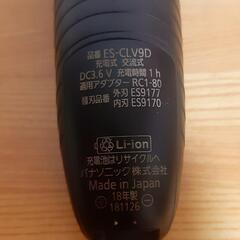 品番 ES-CLV9D
充電式 交流式
DC3.6 V 充電時間 1 h
適用アダプター RC1-80
替刃品番 外刃 ES9177
内刃 ES9170
Li-ion
充電池はリサイクルへ
パナソニック株式会社
Made in Japan
18年製
181126